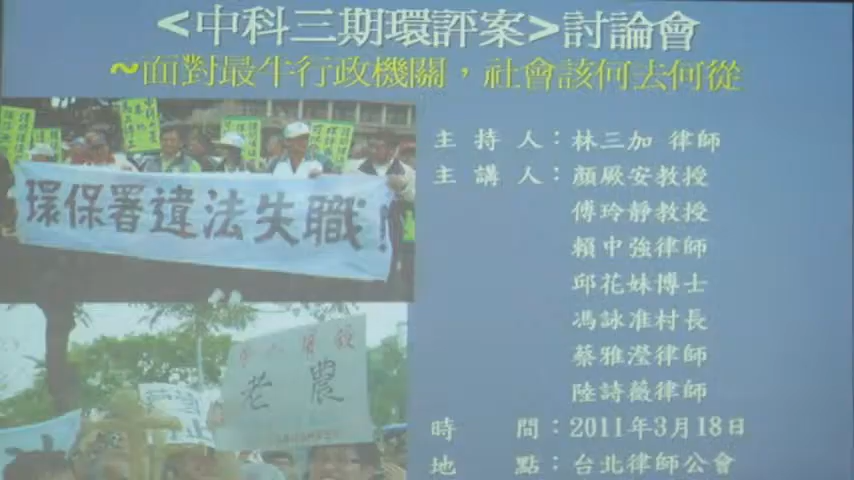 <中科三期環評案>討論會
~面對最牛行政機關，社會該何去何從
環保署違法失職!
老農
主持人：林三加 律師
主講人：顏厥安教授
傅玲靜教授
賴中強律師
邱花妹博士
馮詠淮村長
蔡雅瀅律師
陸詩薇律師
時間：2011年3月18日
地點：台北律師公會